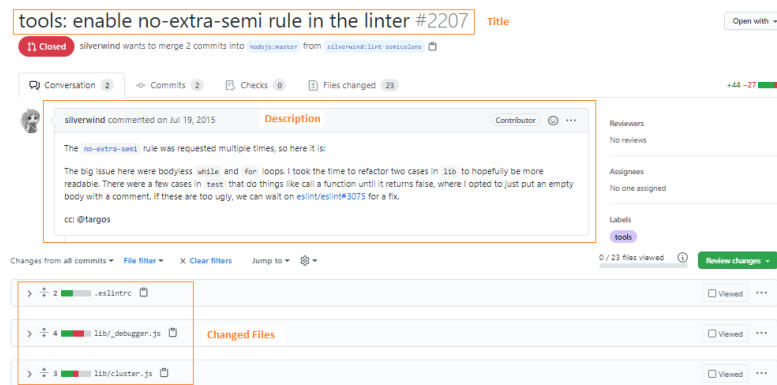 tools: enable no-extra-semi rule in the linter #2207
Title
Open with
Closed silverwind wants to merge 2 commits into nodejs:master from silverwind:lint-semicolons
Conversation 2 Commits 2 Checks 0 Files changed 23
+44 −27
silverwind commented on Jul 19, 2015
Description
Contributor
The no-extra-semi rule was requested multiple times, so here it is:
The big issue here were bodyless while and for loops. I took the time to refactor two cases in lib to hopefully be more
readable. There were a few cases in test that do things like call a function until it returns false, where I opted to just put an empty
body with a comment. If these are too ugly, we can wait on eslint/eslint#3075 for a fix.
cc: @targos
Reviewers
No reviews
Assignees
No one assigned
Labels
tools
Changes from all commits File filter × Clear filters Jump to
0 / 23 files viewed
Review changes
2 .eslintrc
Viewed
4 lib/_debugger.js
Changed Files
Viewed
3 lib/cluster.js
Viewed